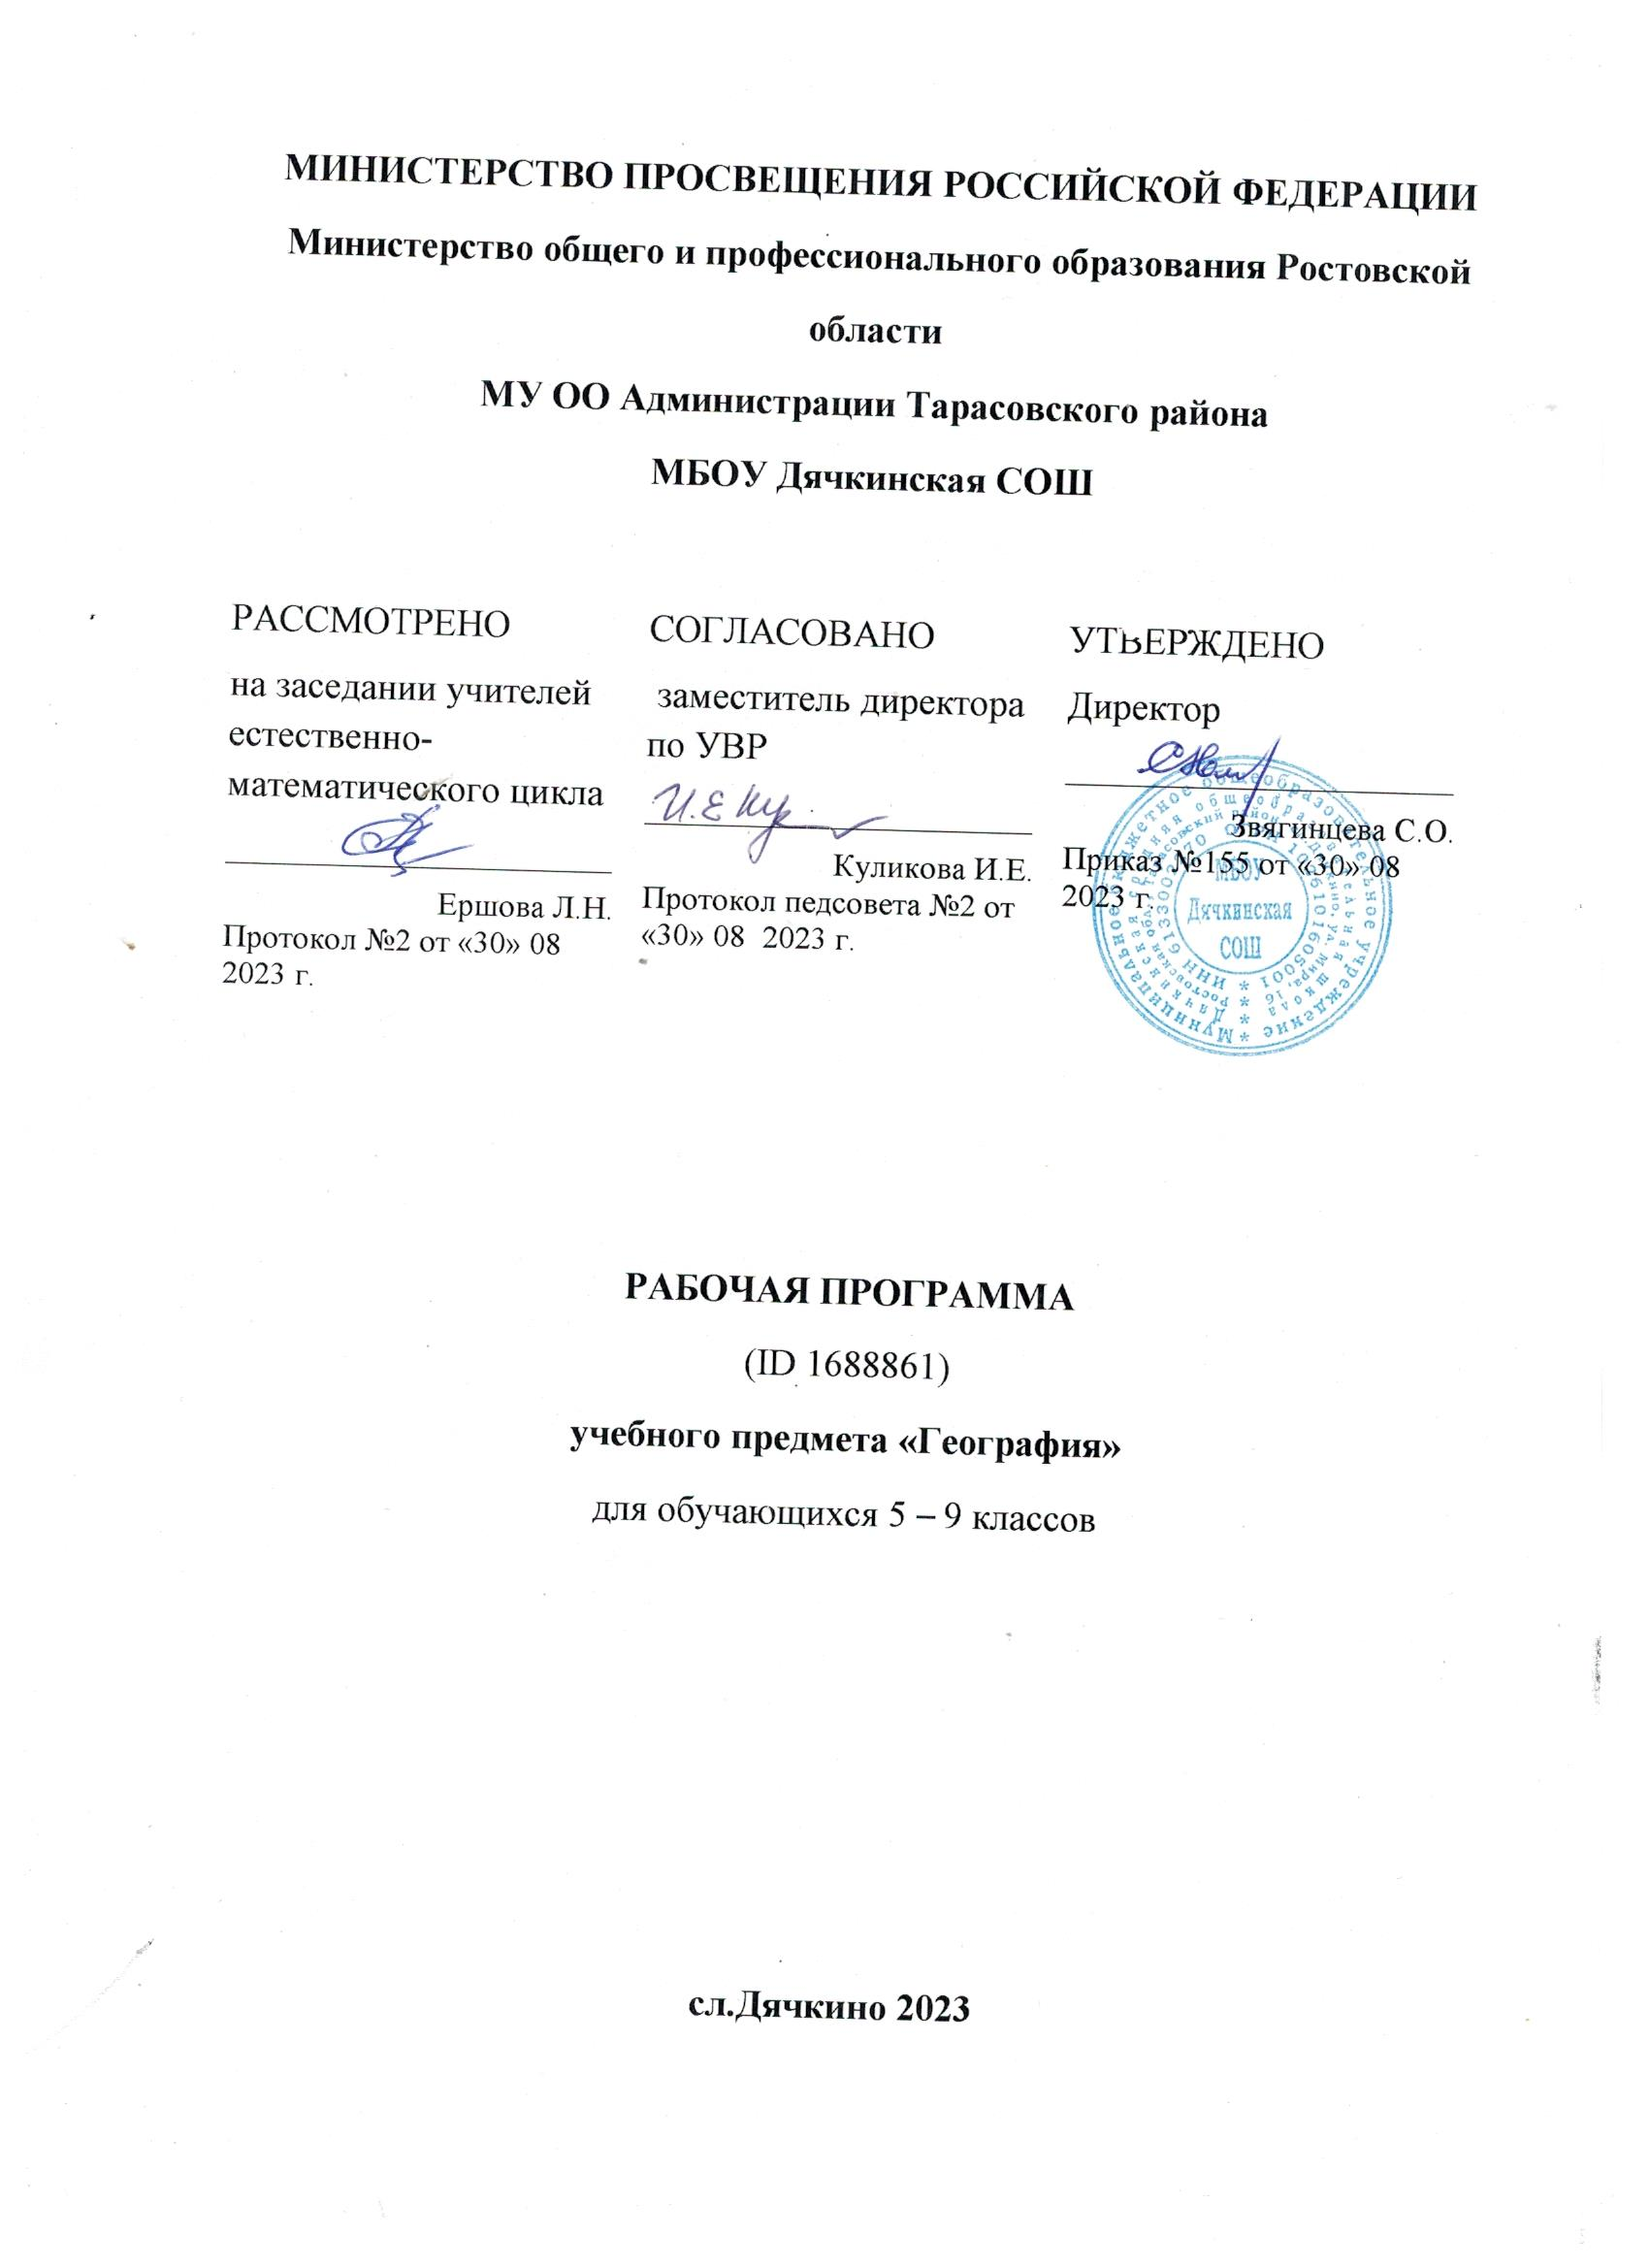 МИНИСТЕРСТВО ПРОСВЕЩЕНИЯ РОССИЙСКОЙ ФЕДЕРАЦИИ
Министерство общего и профессионального образования Ростовской
области
МУ ОО Администрации Тарасовского района
МБОУ Дячкинская СОШ
РАССМОТРЕНО
на заседании учителей
естественно-
математического цикла
Ершова Л.Н.
Протокол №2 от «30» 08
2023 г.
СОГЛАСОВАНО
заместитель директора
по УВР
Куликова И.Е.
Протокол педсовета №2 от
«30» 08 2023 г.
УТВЕРЖДЕНО
Директор
Звягинцева С.О.
Приказ №155 от «30» 08
2023 г.
МБОУ
Дячкинская
СОШ
РАБОЧАЯ ПРОГРАММА
(ID 1688861)
учебного предмета «География»
для обучающихся 5 – 9 классов
сл.Дячкино 2023